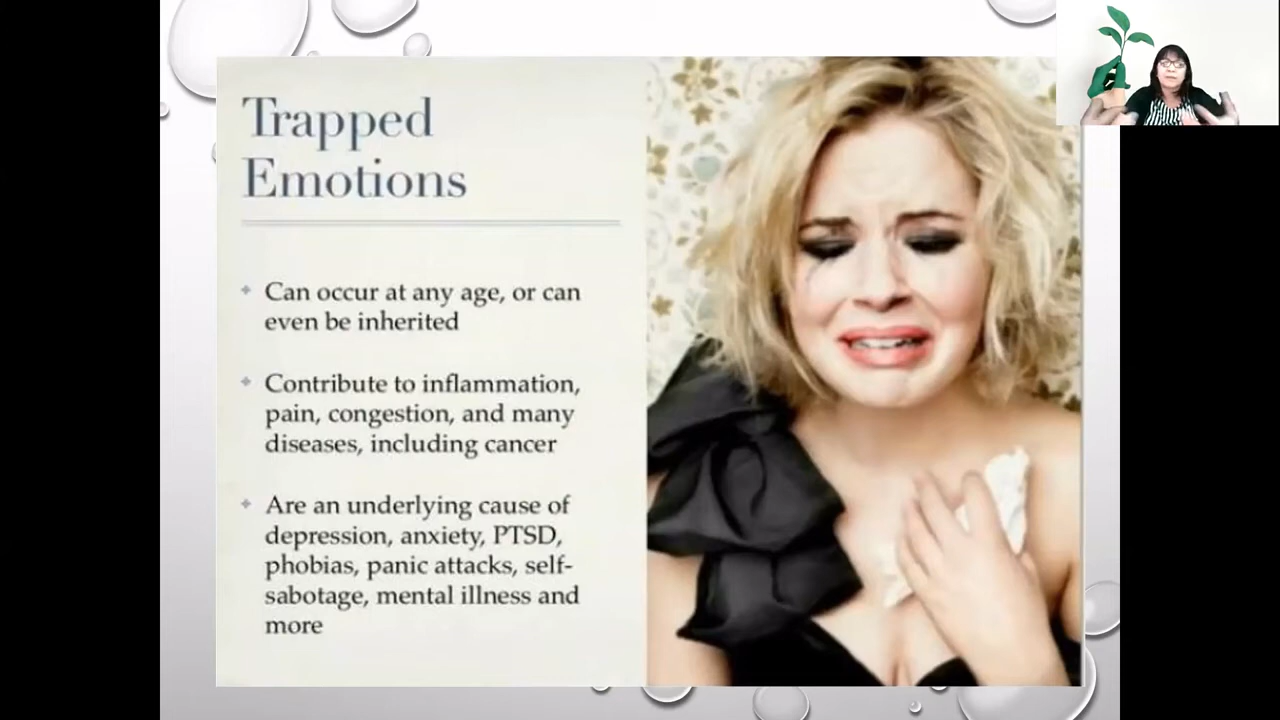 Trapped
Emotions
Can occur at any age, or can
even be inherited
Contribute to inflammation,
pain, congestion, and many
diseases, including cancer
Are an underlying cause of
depression, anxiety, PTSD,
phobias, panic attacks, self-
sabotage, mental illness and
more